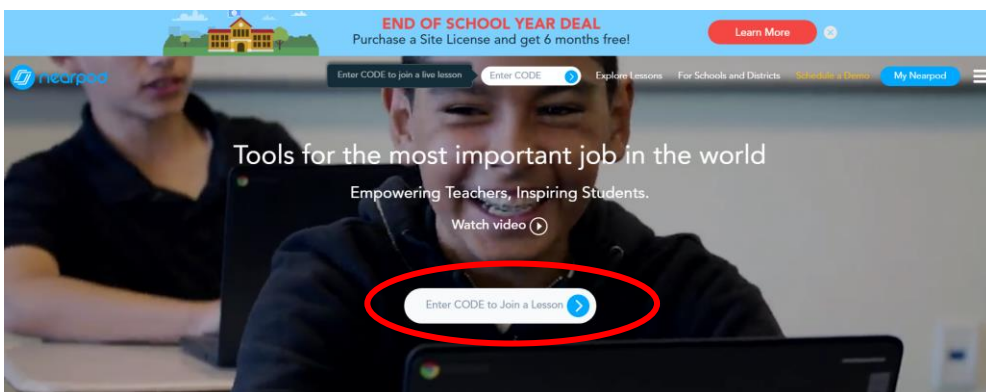 END OF SCHOOL YEAR DEAL
Purchase a Site License and get 6 months free!
Learn More
nearpod
Enter CODE to join a live lesson
Enter CODE
Explore Lessons
For Schools and Districts
Schedule a Demo
My Nearpod
Tools for the most important job in the world
Empowering Teachers, Inspiring Students.
Watch video
Enter CODE to Join a Lesson